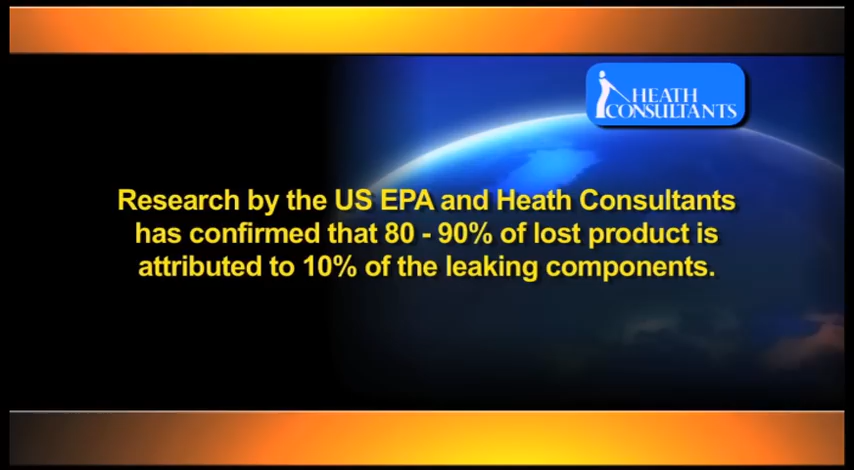 HEATH
CONSULTANTS
Research by the US EPA and Heath Consultants
has confirmed that 80 - 90% of lost product is
attributed to 10% of the leaking components.